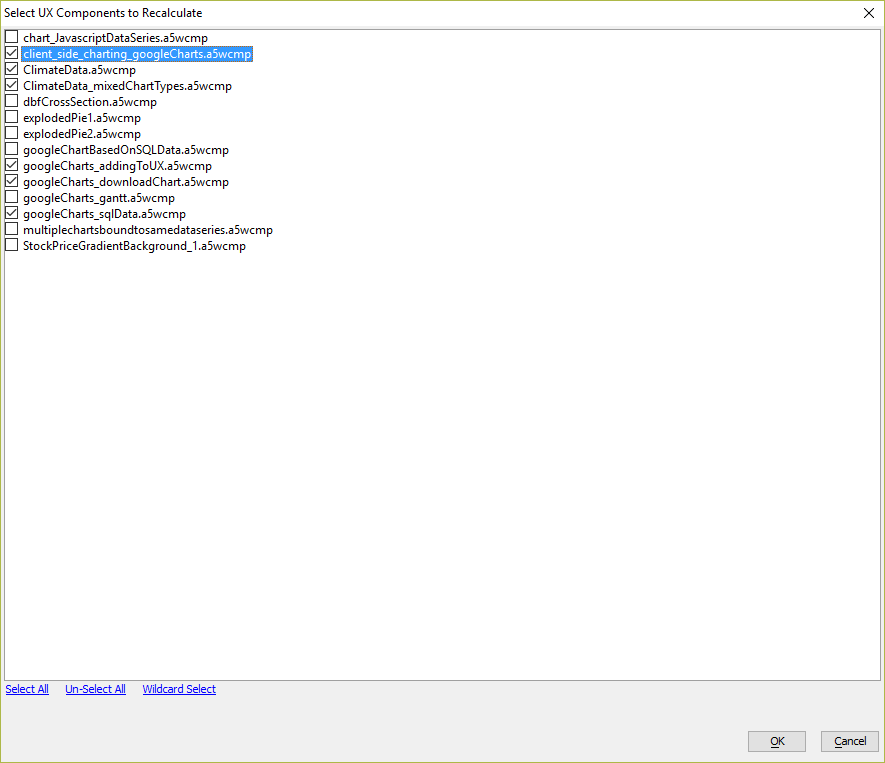 Select UX Components to Recalculate
chart_JavascriptDataSeries.a5wcmp
client_side_charting_googleCharts.a5wcmp
ClimateData.a5wcmp
ClimateData_mixedChartTypes.a5wcmp
dbfCrossSection.a5wcmp
explodedPie1.a5wcmp
explodedPie2.a5wcmp
googleChartBasedOnSQLData.a5wcmp
googleCharts_addingToUX.a5wcmp
googleCharts_downloadChart.a5wcmp
googleCharts_gantt.a5wcmp
googleCharts_sqlData.a5wcmp
multiplechartsboundtosamedataseries.a5wcmp
StockPriceGradientBackground_1.a5wcmp
Select All Un-Select All Wildcard Select
OK Cancel